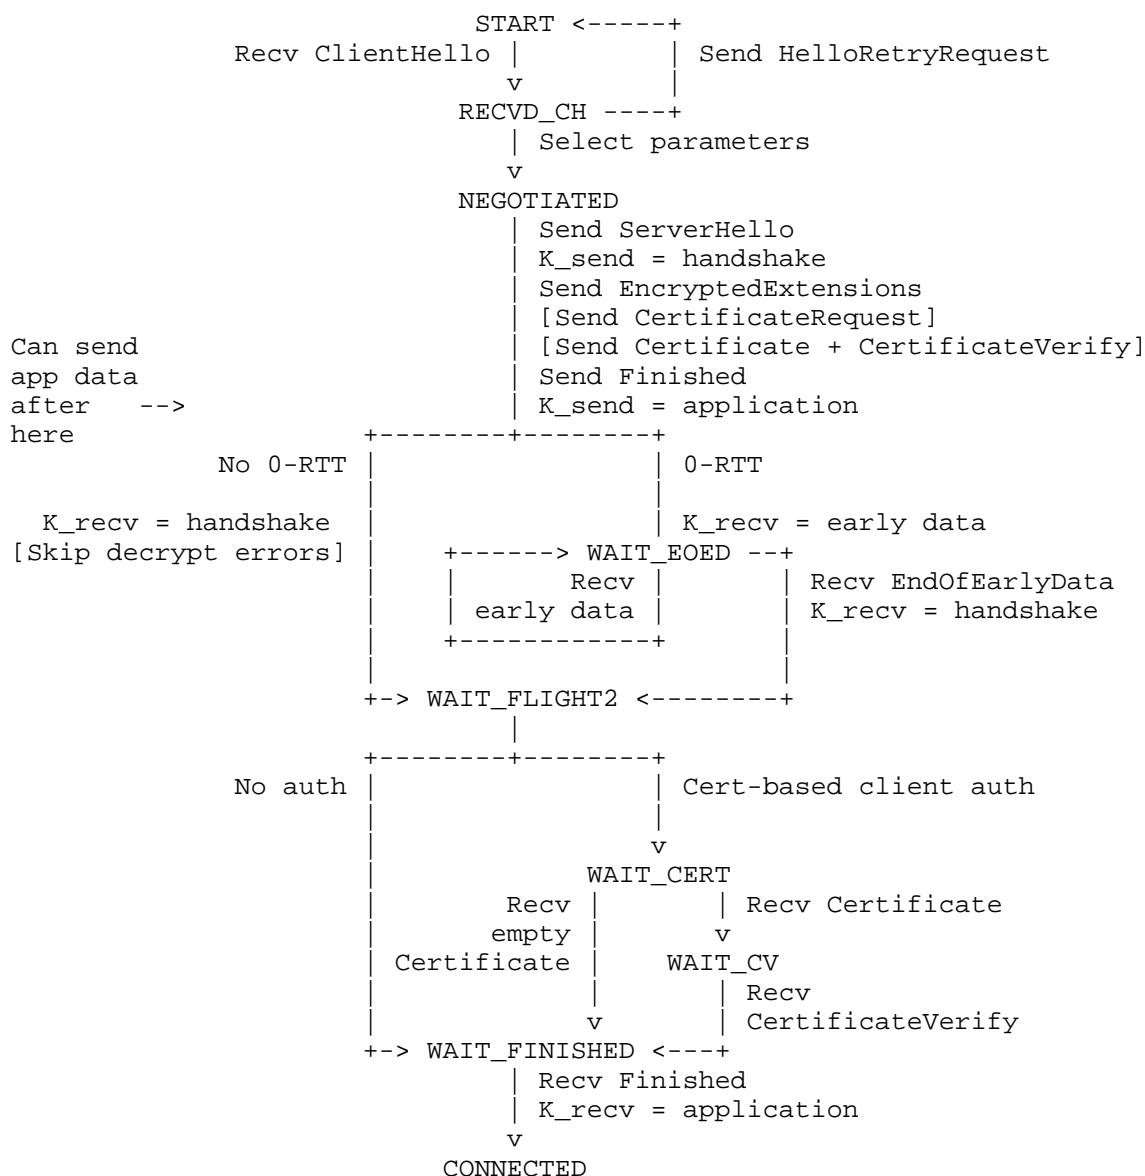 START <-----+
Recv ClientHello | | Send HelloRetryRequest
v |
RECVD_CH ----+
| Select parameters
v
NEGOTIATED
| Send ServerHello
| K_send = handshake
| Send EncryptedExtensions
| [Send CertificateRequest]
Can send | [Send Certificate + CertificateVerify]
app data | Send Finished
after --> | K_send = application
here +--------+--------+
No 0-RTT | | 0-RTT
| |
K_recv = handshake | | K_recv = early data
[Skip decrypt errors] | +------> WAIT_EOED --+
| | Recv | | Recv EndOfEarlyData
| | early data | | K_recv = handshake
| +------------+ |
| |
+-> WAIT_FLIGHT2 <--------+
|
+--------+--------+
No auth | | Cert-based client auth
| |
| v
| WAIT_CERT
| Recv | | Recv Certificate
| empty | v
| Certificate | WAIT_CV
| | | Recv
| v | CertificateVerify
+-> WAIT_FINISHED <---+
| Recv Finished
| K_recv = application
v
CONNECTED